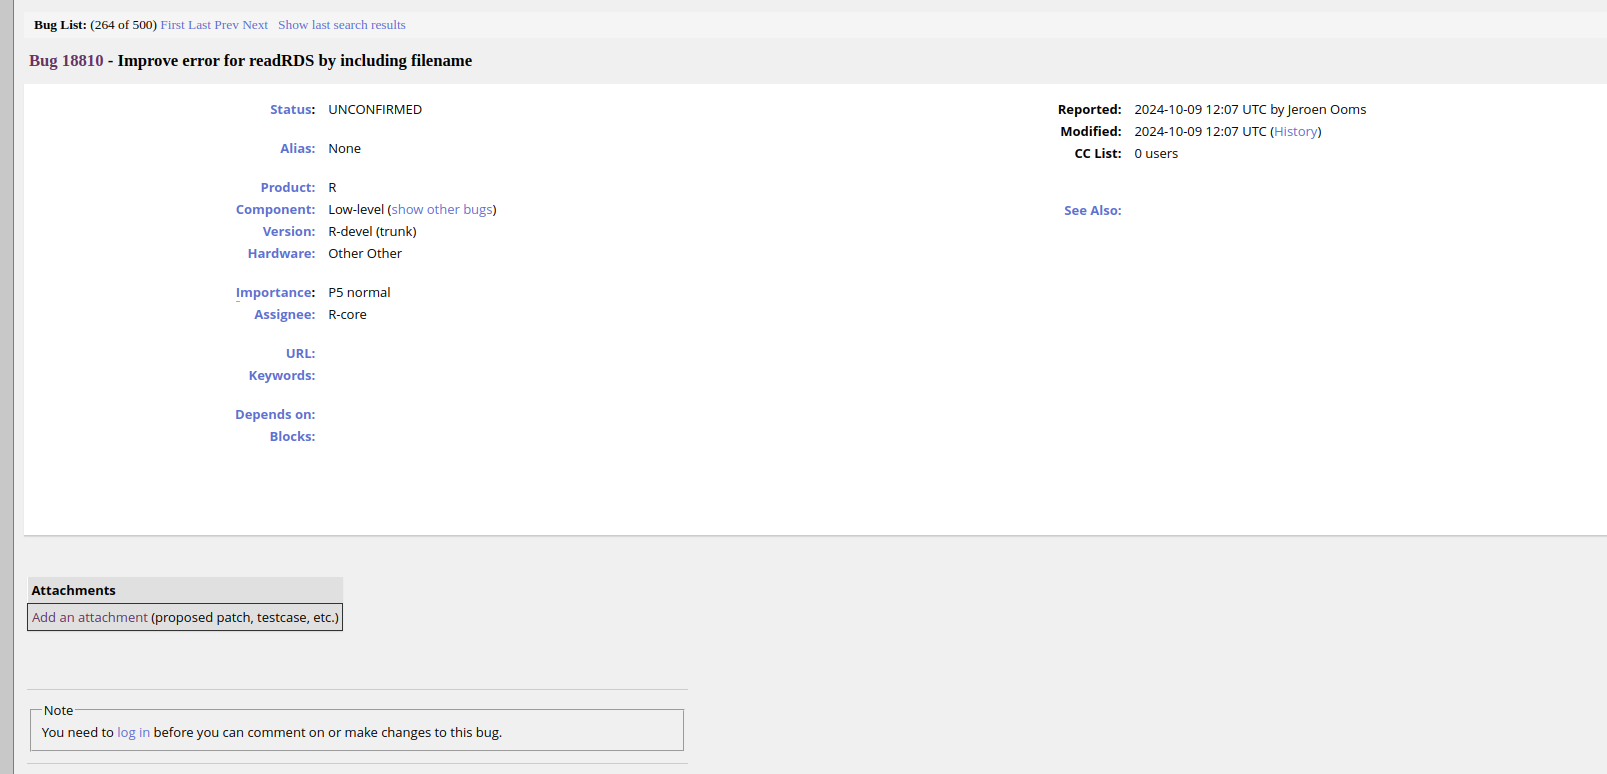 Bug List: (264 of 500) First Last Prev Next   Show last search results
Bug 18810 - Improve error for readRDS by including filename
Status: UNCONFIRMED
Alias: None
Product: R
Component: Low-level (show other bugs)
Version: R-devel (trunk)
Hardware: Other Other
Importance: P5 normal
Assignee: R-core
URL:
Keywords:
Depends on:
Blocks:
Reported: 2024-10-09 12:07 UTC by Jeroen Ooms
Modified: 2024-10-09 12:07 UTC (History)
CC List: 0 users
See Also:
Attachments
Add an attachment (proposed patch, testcase, etc.)
Note
You need to log in before you can comment on or make changes to this bug.